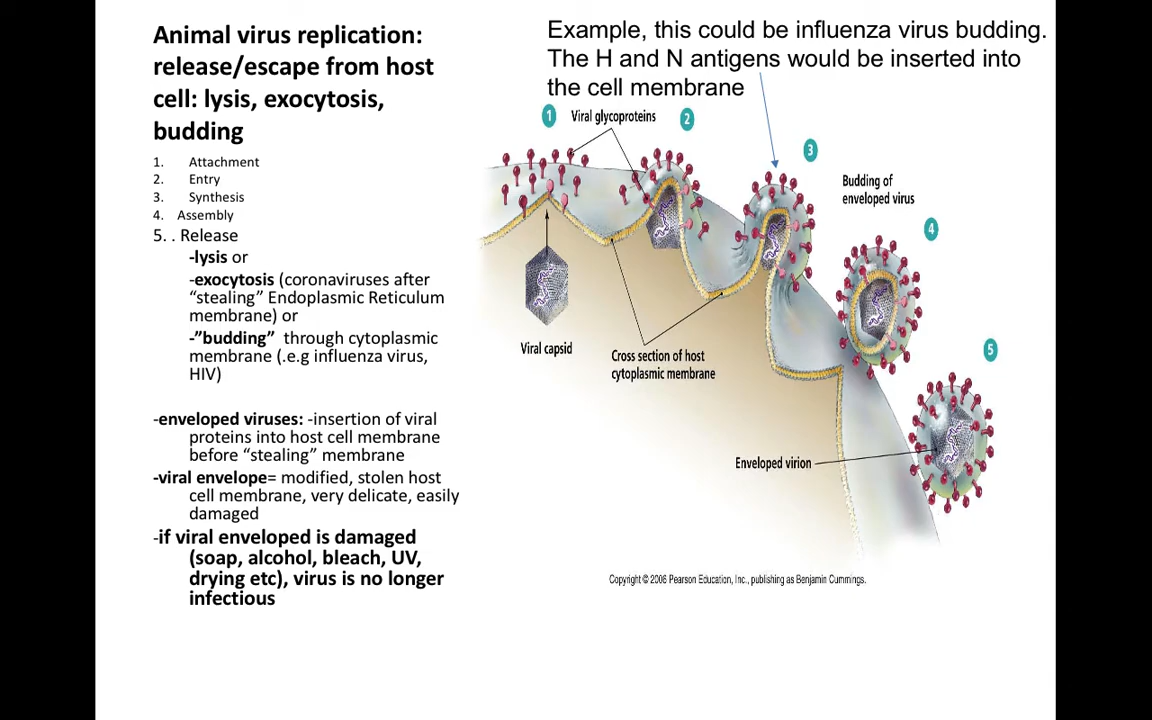 Animal virus replication:
release/escape from host
cell: lysis, exocytosis,
budding
1. Attachment
2. Entry
3. Synthesis
4. Assembly
5. . Release
-lysis or
-exocytosis (coronaviruses after
“stealing” Endoplasmic Reticulum
membrane) or
-”budding” through cytoplasmic
membrane (.e.g influenza virus,
HIV)
-enveloped viruses: -insertion of viral
proteins into host cell membrane
before “stealing” membrane
-viral envelope= modified, stolen host
cell membrane, very delicate, easily
damaged
-if viral enveloped is damaged
(soap, alcohol, bleach, UV,
drying etc), virus is no longer
infectious
Example, this could be influenza virus budding.
The H and N antigens would be inserted into
the cell membrane
1
Viral glycoproteins
2
3
Budding of
enveloped virus
4
Viral capsid
Cross section of host
cytoplasmic membrane
5
Enveloped virion
Copyright © 2006 Pearson Education, Inc., publishing as Benjamin Cummings.